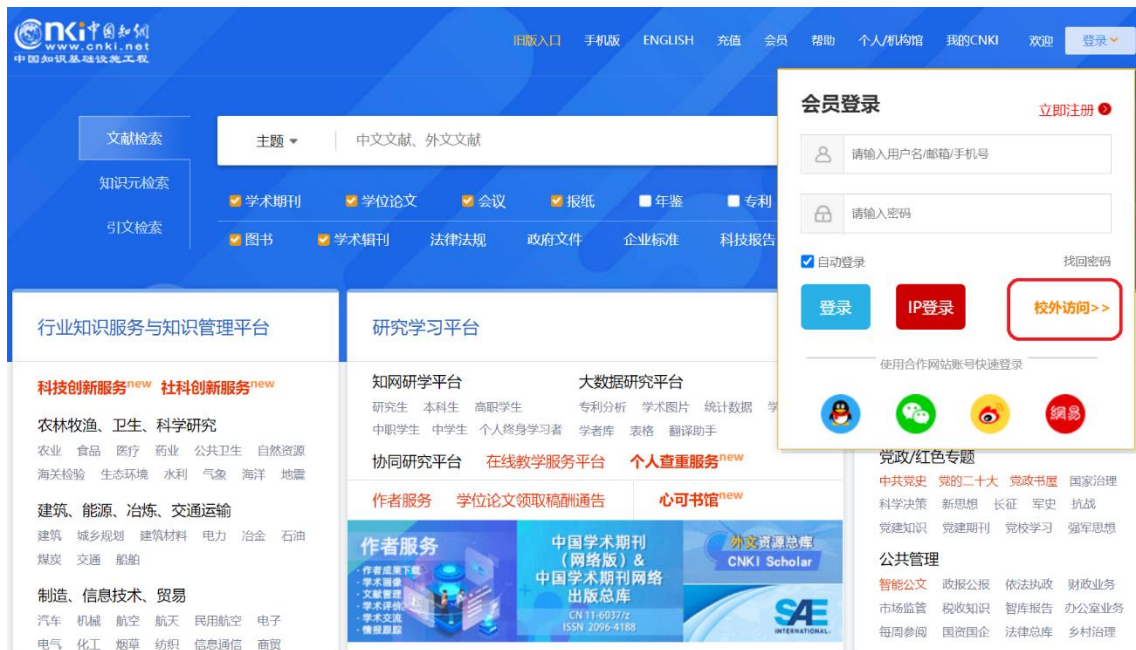 Cnki中国知网
www.cnki.net
中国知识基础设施工程
旧版入口 手机版 ENGLISH 充值 会员 帮助 个人/机构馆 我的CNKI 欢迎 登录
文献检索
知识元检索
引文检索
主题 中文文献、外文文献
学术期刊 学位论文 会议 报纸 年鉴 专利
图书 学术辑刊 法律法规 政府文件 企业标准 科技报告
会员登录 立即注册
请输入用户名/邮箱/手机号
请输入密码
自动登录 找回密码
登录 IP登录 校外访问>>
使用合作网站账号快速登录
網易
行业知识服务与知识管理平台
科技创新服务new 社科创新服务new
农林牧渔、卫生、科学研究
农业 食品 医疗 药业 公共卫生 自然资源
海关检验 生态环境 水利 气象 海洋 地震
建筑、能源、冶炼、交通运输
建筑 城乡规划 建筑材料 电力 冶金 石油
煤炭 交通 船舶
制造、信息技术、贸易
汽车 机械 航空 航天 民用航空 电子
电气 化工 烟草 纺织 信息通信 商贸
研究学习平台
知网研学平台
研究生 本科生 高职学生
中职学生 中学生 个人终身学习者
大数据研究平台
专利分析 学术图片 统计数据 学
学者库 表格 翻译助手
协同研究平台 在线教学服务平台 个人查重服务new
作者服务 学位论文领取稿酬通告 心可书馆new
作者服务
·作者成果下载
·学术画像
·文献管理
·学术评价
·学术交流
·情报跟踪
中国学术期刊
（网络版）&
中国学术期刊网络
出版总库
CN 11-6037/z
ISSN 2096-4188
外文资源总库
CNKI Scholar
SAE
INTERNATIONAL.
党政/红色专题
中共党史 党的二十大 党政书屋 国家治理
科学决策 新思想 长征 军史 抗战
党建知识 党建期刊 党校学习 强军思想
公共管理
智能公文 政报公报 依法执政 财政业务
市场监管 税收知识 智库报告 办公室业务
每周参阅 国资国企 法律总库 乡村治理